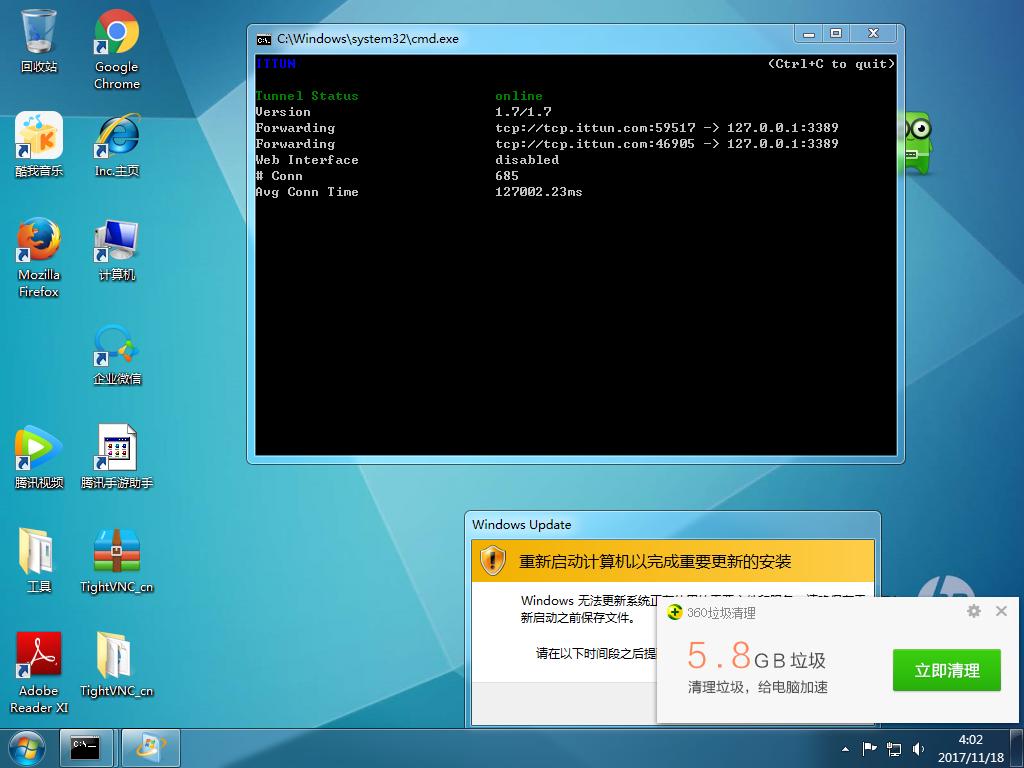 回收站
Google
Chrome
酷我音乐
Inc.主页
Mozilla
Firefox
计算机
企业微信
腾讯视频
腾讯手游助手
工具
TightVNC_cn
Adobe
Reader XI
TightVNC_cn
C:\Windows\system32\cmd.exe
ITTUN (Ctrl+C to quit)
Tunnel Status online
Version 1.7/1.7
Forwarding tcp://tcp.ittun.com:59517 -> 127.0.0.1:3389
Forwarding tcp://tcp.ittun.com:46905 -> 127.0.0.1:3389
Web Interface disabled
# Conn 685
Avg Conn Time 127002.23ms
Windows Update
重新启动计算机以完成重要更新的安装
Windows 无法更新系统正
新启动之前保存文件。
请在以下时间段之后提
360垃圾清理
5.8GB垃圾
清理垃圾，给电脑加速
立即清理
hp
C:\_
4:02
2017/11/18